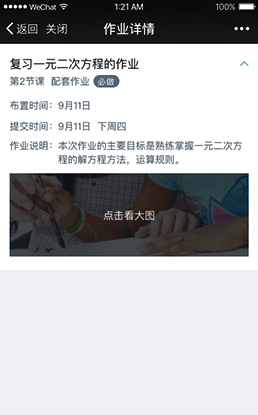 WeChat 1:21 AM 100%
返回 关闭 作业详情
复习一元二次方程的作业
第2节课 配套作业 必做
布置时间：9月11日
提交时间：9月11日 下周四
作业说明：本次作业的主要目标是熟练掌握一元二次方
程的解方程方法，运算规则。
点击看大图